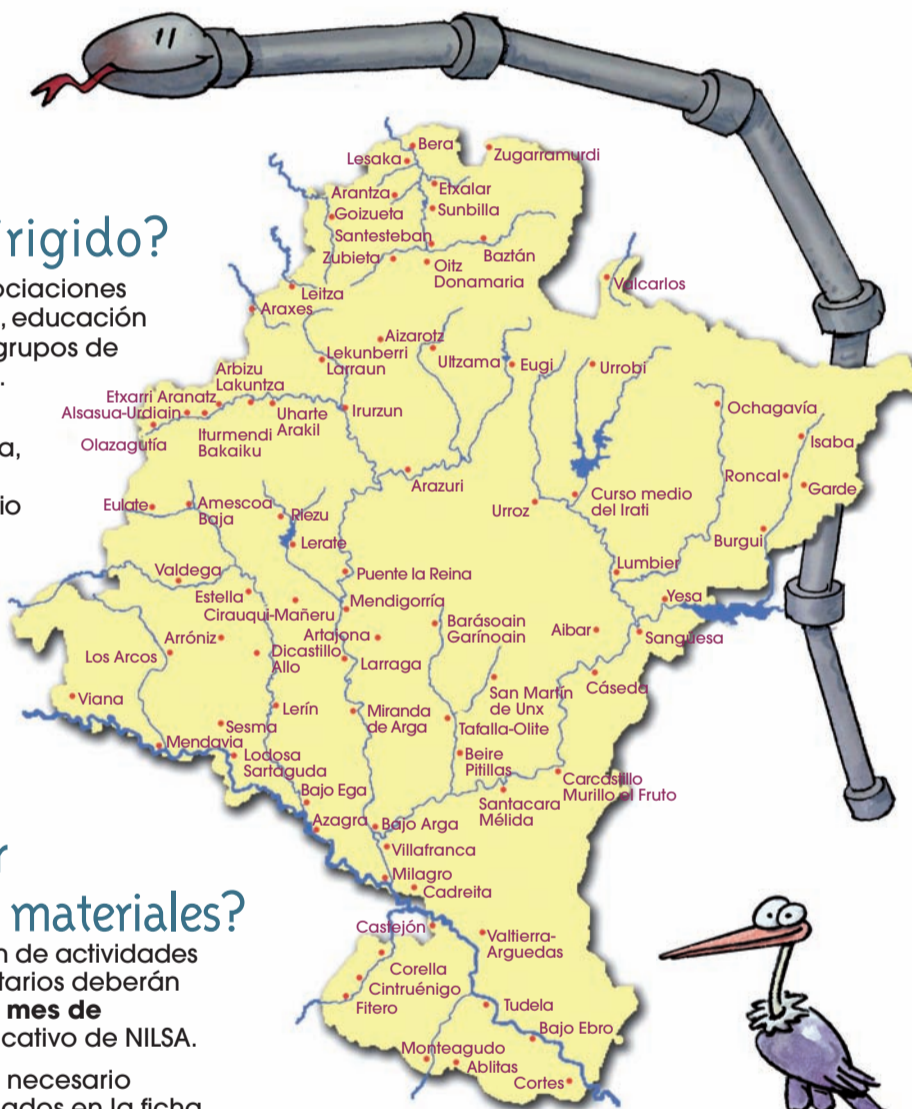 rigido?
ociaciones
, educación
grupos de
.
a,
io
r
materiales?
n de actividades
tarios deberán
mes de
cativo de NILSA.
necesario
ados en la ficha
Bera
Lesaka
Zugarramurdi
Arantza
Etxalar
Goizueta
Sunbilla
Santesteban
Zubieta
Baztán
Oitz
Donamaria
Valcarlos
Leitza
Araxes
Aizarotz
Lekunberri
Larraun
Ultzama
Eugi
Urrobi
Arbizu
Lakuntza
Etxarri Aranatz
Alsasua-Urdiain
Uharte
Arakil
Irurzun
Ochagavía
Olazagutía
Iturmendi
Bakaiku
Isaba
Arazuri
Roncal
Garde
Eulate
Amescoa
Baja
Riezu
Urroz
Curso medio
del Irati
Lerate
Burgui
Valdega
Puente la Reina
Lumbier
Estella
Cirauqui-Mañeru
Mendigorría
Yesa
Barásoain
Garínoain
Arróniz
Artajona
Aibar
Sangüesa
Los Arcos
Dicastillo
Allo
Larraga
Viana
San Martín
de Unx
Cáseda
Lerín
Miranda
de Arga
Sesma
Tafalla-Olite
Mendavia
Lodosa
Sartaguda
Beire
Pitillas
Bajo Ega
Carcastillo
Murillo el Fruto
Santacara
Mélida
Azagra
Bajo Arga
Villafranca
Milagro
Cadreita
Castejón
Valtierra-
Arguedas
Corella
Cintruénigo
Fitero
Tudela
Bajo Ebro
Monteagudo
Ablitas
Cortes